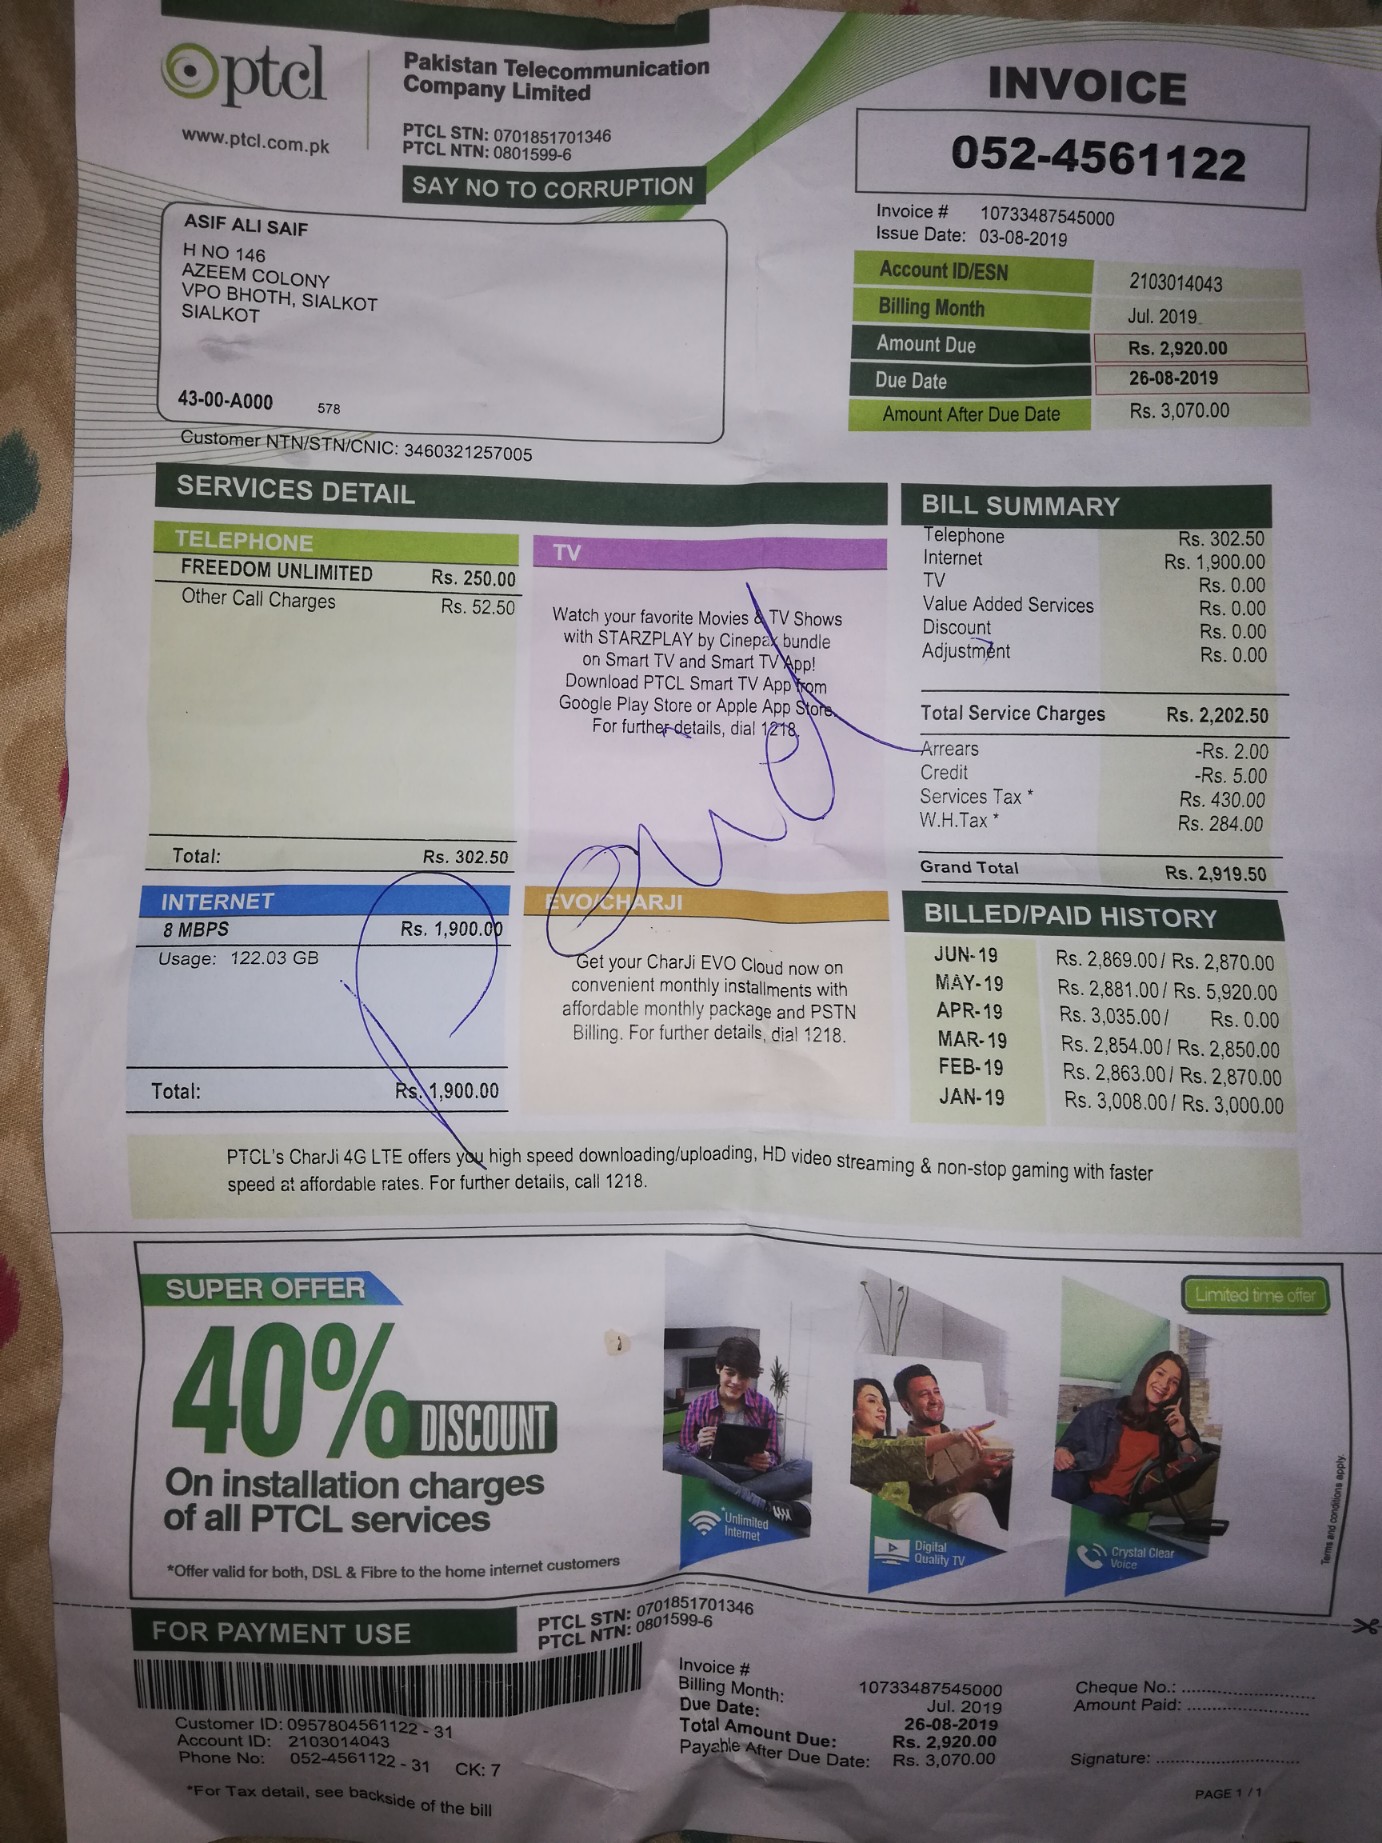 ptcl
www.ptcl.com.pk
Pakistan Telecommunication
Company Limited
PTCL STN: 0701851701346
PTCL NTN: 0801599-6
SAY NO TO CORRUPTION
INVOICE
052-4561122
Invoice # 10733487545000
Issue Date: 03-08-2019
ASIF ALI SAIF
H NO 146
AZEEM COLONY
VPO BHOTH, SIALKOT
SIALKOT
43-00-A000 578
Customer NTN/STN/CNIC: 3460321257005
Account ID/ESN 2103014043
Billing Month Jul. 2019
Amount Due Rs. 2,920.00
Due Date 26-08-2019
Amount After Due Date Rs. 3,070.00
SERVICES DETAIL
TELEPHONE
FREEDOM UNLIMITED Rs. 250.00
Other Call Charges Rs. 52.50
Total: Rs. 302.50
TV
Watch your favorite Movies & TV Shows
with STARZPLAY by Cinepax bundle
on Smart TV and Smart TV App!
Download PTCL Smart TV App from
Google Play Store or Apple App Store.
For further details, dial 1218.
INTERNET
8 MBPS Rs. 1,900.00
Usage: 122.03 GB
Total: Rs. 1,900.00
EVO/CHARJI
Get your CharJi EVO Cloud now on
convenient monthly installments with
affordable monthly package and PSTN
Billing. For further details, dial 1218.
Paid
BILL SUMMARY
Telephone Rs. 302.50
Internet Rs. 1,900.00
TV Rs. 0.00
Value Added Services Rs. 0.00
Discount Rs. 0.00
Adjustment Rs. 0.00
Total Service Charges Rs. 2,202.50
Arrears -Rs. 2.00
Credit -Rs. 5.00
Services Tax * Rs. 430.00
W.H.Tax * Rs. 284.00
Grand Total Rs. 2,919.50
BILLED/PAID HISTORY
JUN-19 Rs. 2,869.00/ Rs. 2,870.00
MAY-19 Rs. 2,881.00/ Rs. 5,920.00
APR-19 Rs. 3,035.00/ Rs. 0.00
MAR-19 Rs. 2,854.00/ Rs. 2,850.00
FEB-19 Rs. 2,863.00/ Rs. 2,870.00
JAN-19 Rs. 3,008.00/ Rs. 3,000.00
PTCL's CharJi 4G LTE offers you high speed downloading/uploading, HD video streaming & non-stop gaming with faster
speed at affordable rates. For further details, call 1218.
SUPER OFFER
40% DISCOUNT
On installation charges
of all PTCL services
*Offer valid for both, DSL & Fibre to the home internet customers
Limited time offer
Unlimited
Internet
Digital
Quality TV
Crystal Clear
Voice
Terms and conditions apply.
FOR PAYMENT USE
PTCL STN: 0701851701346
PTCL NTN: 0801599-6
Customer ID: 0957804561122 - 31
Account ID: 2103014043
Phone No: 052-4561122 - 31 CK: 7
*For Tax detail, see backside of the bill
Invoice # 10733487545000
Billing Month: Jul. 2019
Due Date: 26-08-2019
Total Amount Due: Rs. 2,920.00
Payable After Due Date: Rs. 3,070.00
Cheque No.: ........................
Amount Paid: ........................
Signature: ........................
PAGE 1 / 1